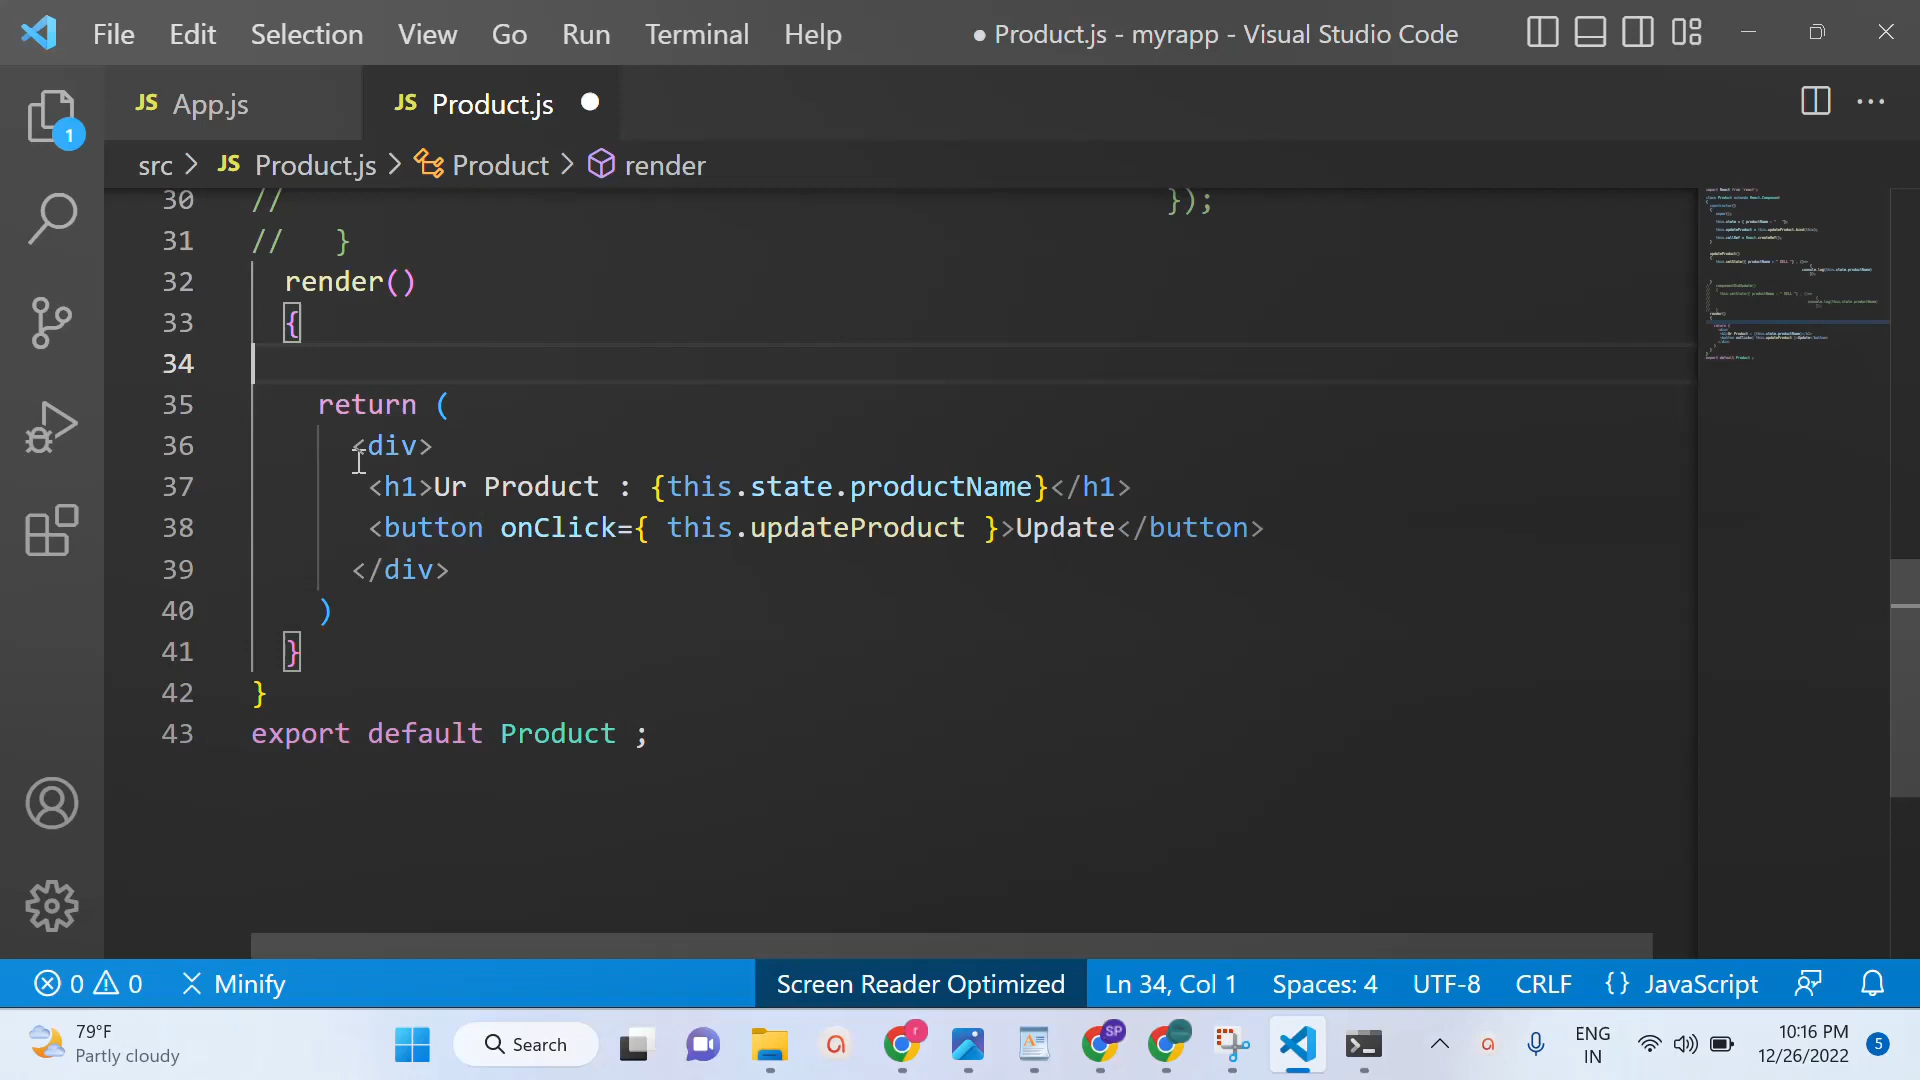 File Edit Selection View Go Run Terminal Help ● Product.js - myrapp - Visual Studio Code
JS App.js JS Product.js ●
1
src > JS Product.js > Product > render
30 // });
31 // }
32 render()
33 {
34
35 return (
36 <div>
37 <h1>Ur Product : {this.state.productName}</h1>
38 <button onClick={ this.updateProduct }>Update</button>
39 </div>
40 )
41 }
42 }
43 export default Product ;
0 0 Minify Screen Reader Optimized Ln 34, Col 1 Spaces: 4 UTF-8 CRLF {} JavaScript
79°F
Partly cloudy
Search
r
SP
ENG
IN
10:16 PM
12/26/2022
5